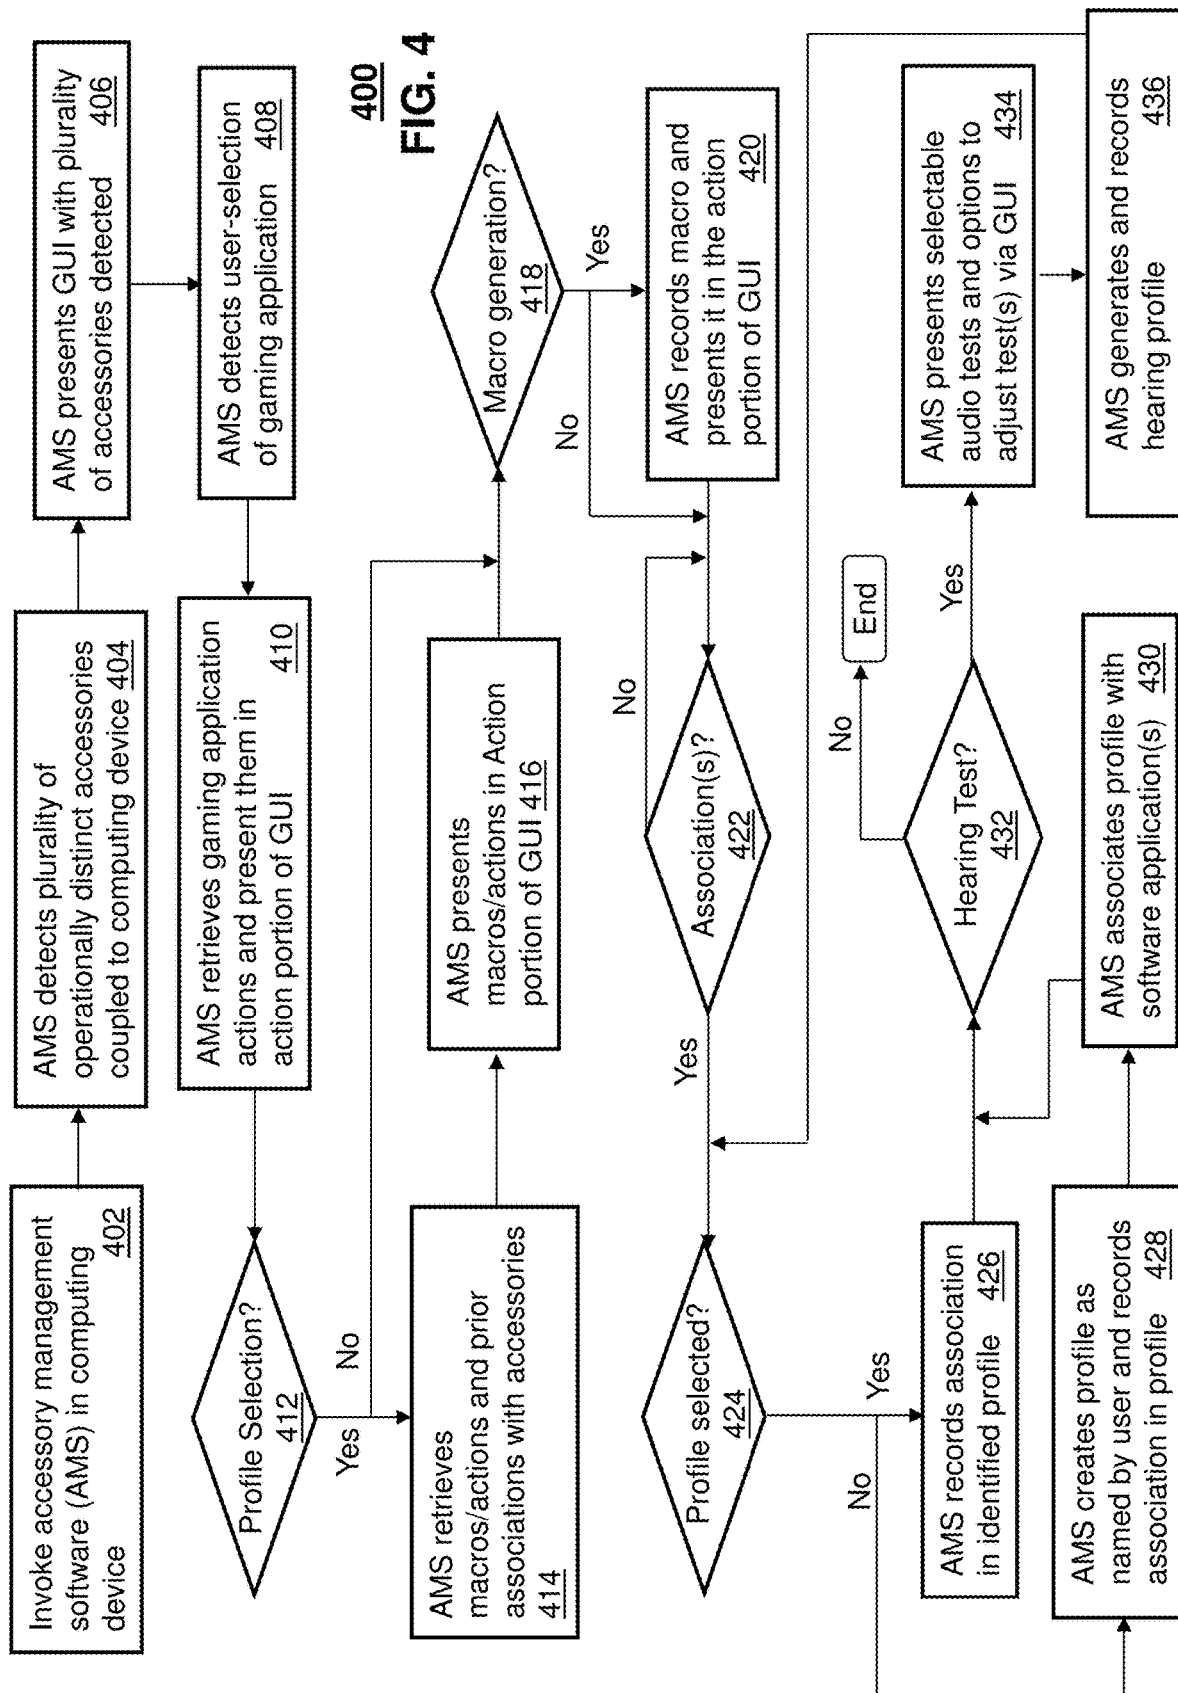 400
FIG. 4
Invoke accessory management
software (AMS) in computing
device 402
AMS detects plurality of
operationally distinct accessories
coupled to computing device 404
AMS presents GUI with plurality
of accessories detected 406
AMS detects user-selection
of gaming application 408
AMS retrieves gaming application
actions and present them in
action portion of GUI 410
Profile Selection?
412
No
Yes
AMS retrieves
macros/actions and prior
associations with accessories
414
AMS presents
macros/actions in Action
portion of GUI 416
Macro generation?
418
No
Yes
AMS records macro and
presents it in the action
portion of GUI 420
Association(s)?
422
No
Yes
Profile selected?
424
No
Yes
AMS records association
in identified profile 426
AMS creates profile as
named by user and records
association in profile 428
AMS associates profile with
software application(s) 430
Hearing Test?
432
No
End
Yes
AMS presents selectable
audio tests and options to
adjust test(s) via GUI 434
AMS generates and records
hearing profile 436